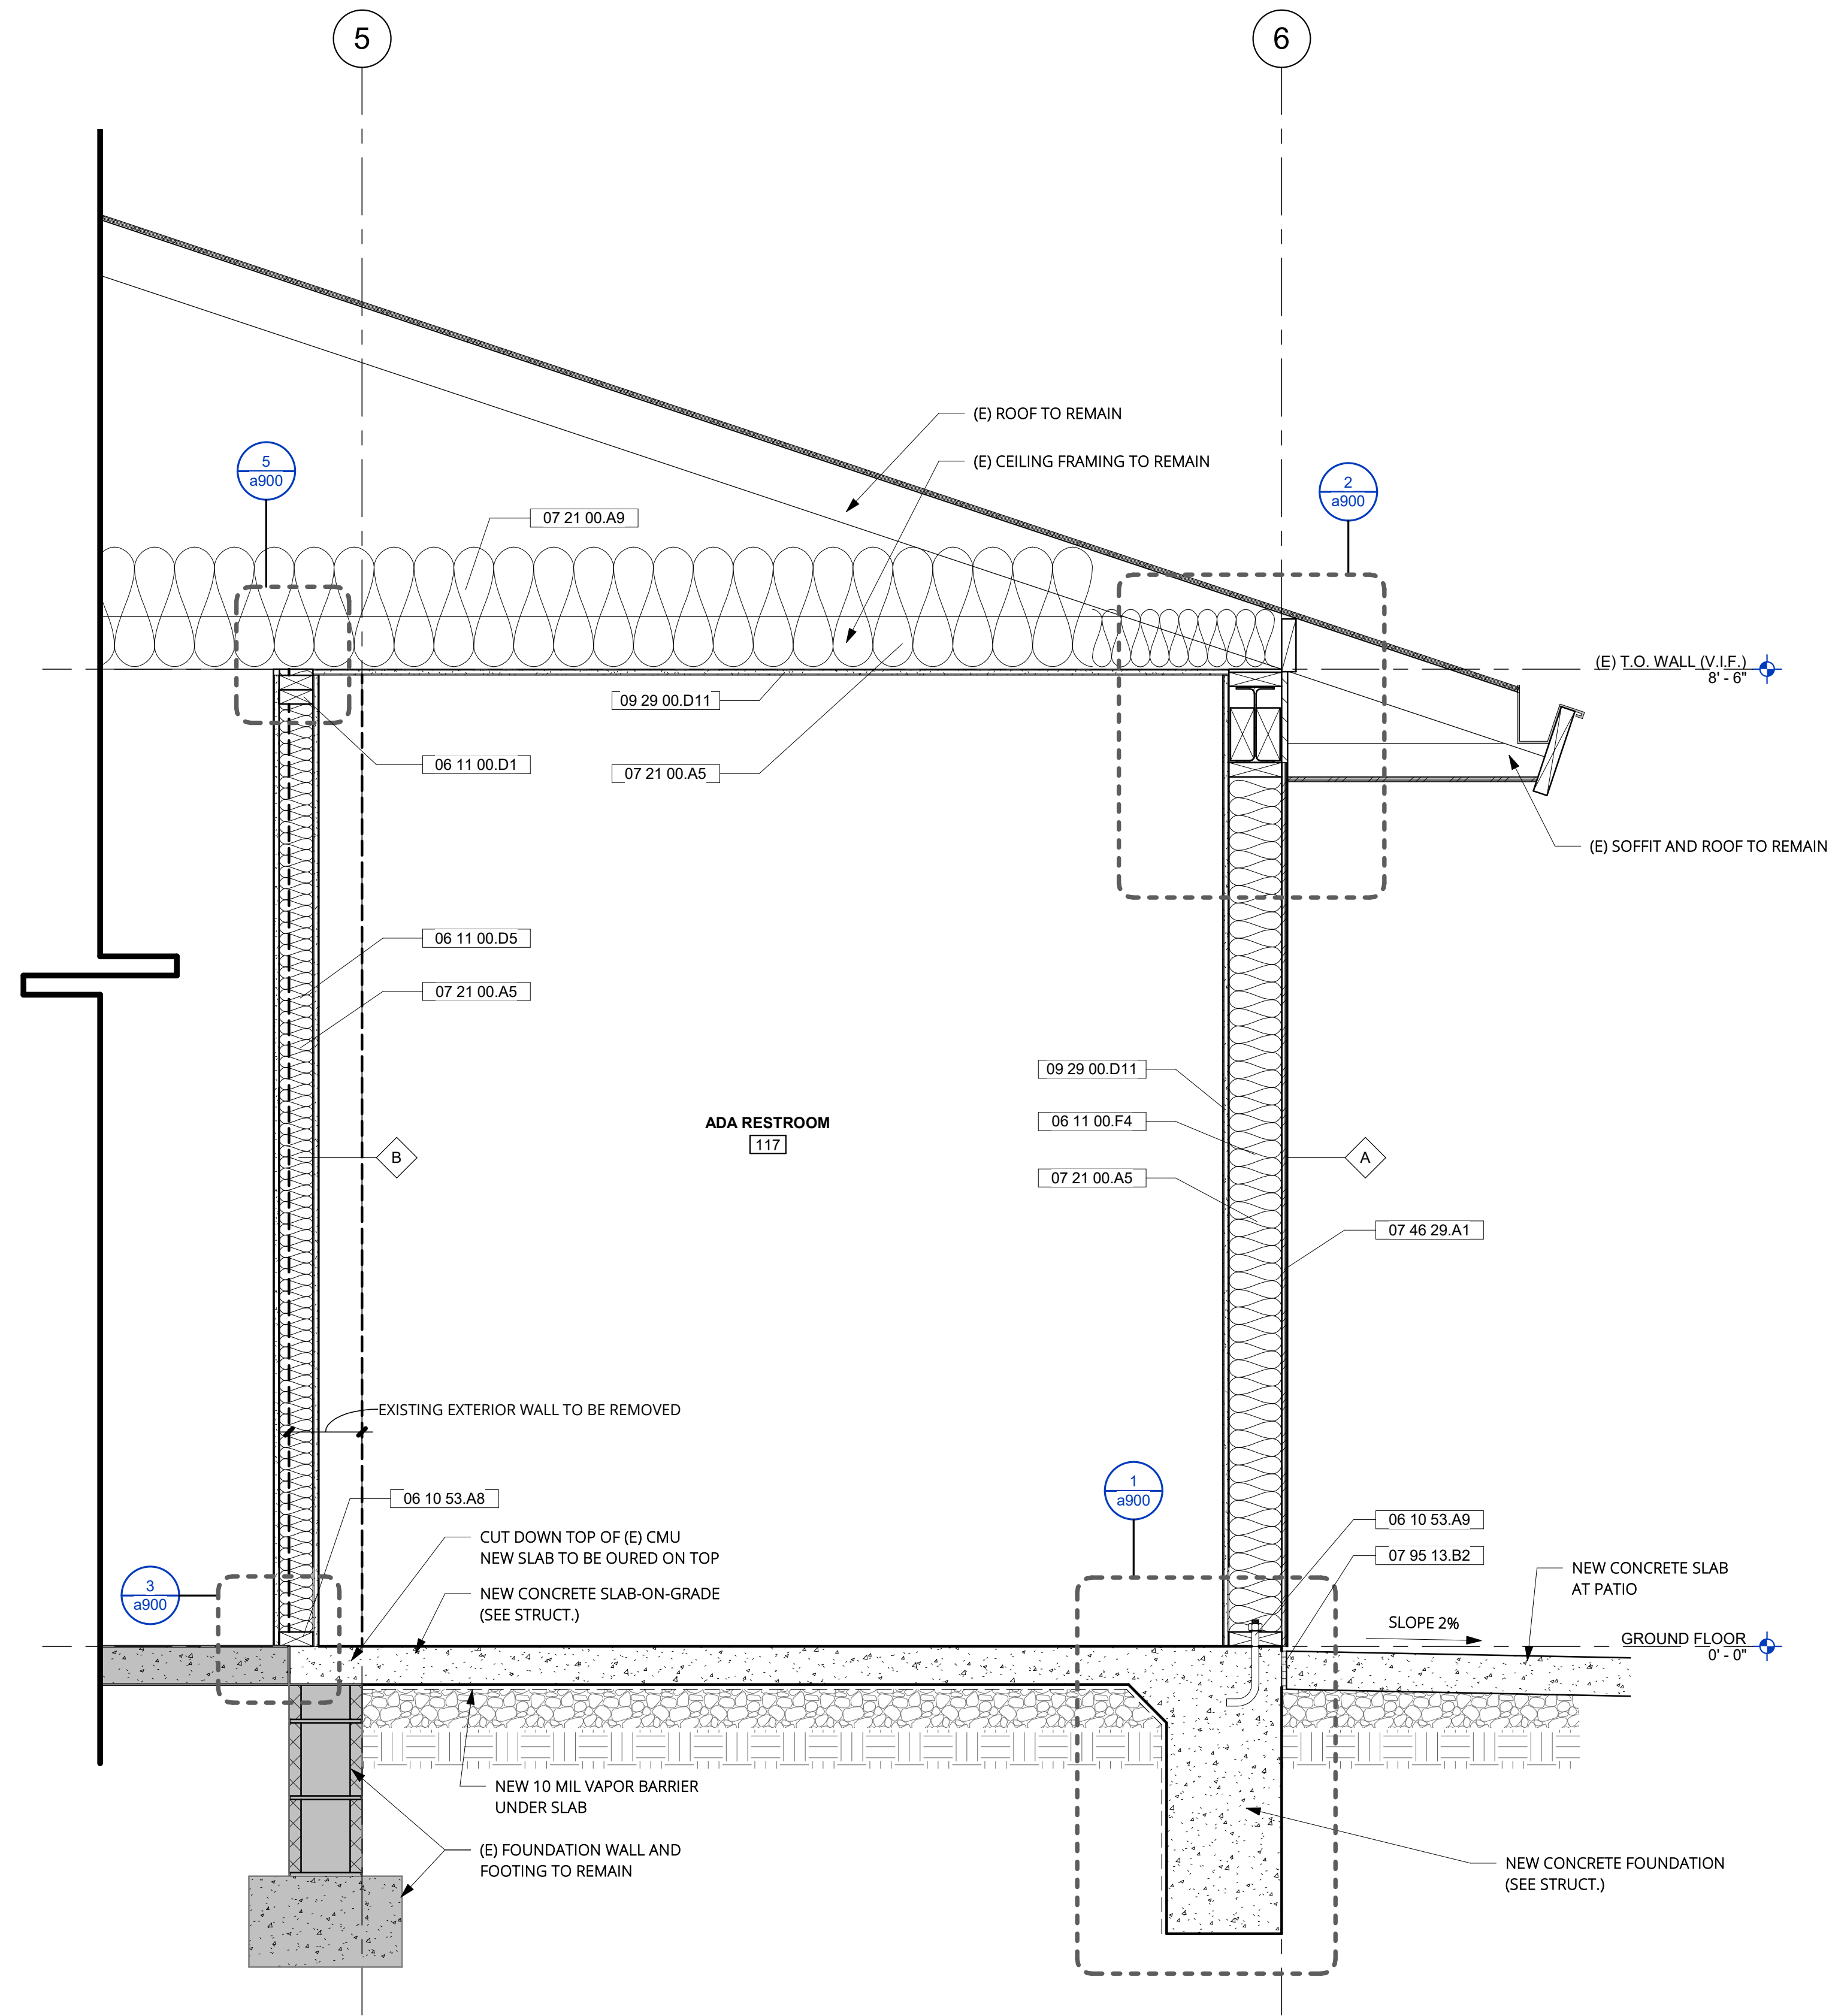 5
6
(E) ROOF TO REMAIN
5
a900
(E) CEILING FRAMING TO REMAIN
2
a900
07 21 00.A9
(E) T.O. WALL (V.I.F.)
8' - 6"
09 29 00.D11
06 11 00.D1
07 21 00.A5
(E) SOFFIT AND ROOF TO REMAIN
06 11 00.D5
07 21 00.A5
09 29 00.D11
ADA RESTROOM
117
06 11 00.F4
B
A
07 21 00.A5
07 46 29.A1
EXISTING EXTERIOR WALL TO BE REMOVED
1
a900
06 10 53.A8
06 10 53.A9
CUT DOWN TOP OF (E) CMU
NEW SLAB TO BE OURED ON TOP
07 95 13.B2
3
a900
NEW CONCRETE SLAB-ON-GRADE
(SEE STRUCT.)
NEW CONCRETE SLAB
AT PATIO
SLOPE 2%
GROUND FLOOR
0' - 0"
NEW 10 MIL VAPOR BARRIER
UNDER SLAB
(E) FOUNDATION WALL AND
FOOTING TO REMAIN
NEW CONCRETE FOUNDATION
(SEE STRUCT.)